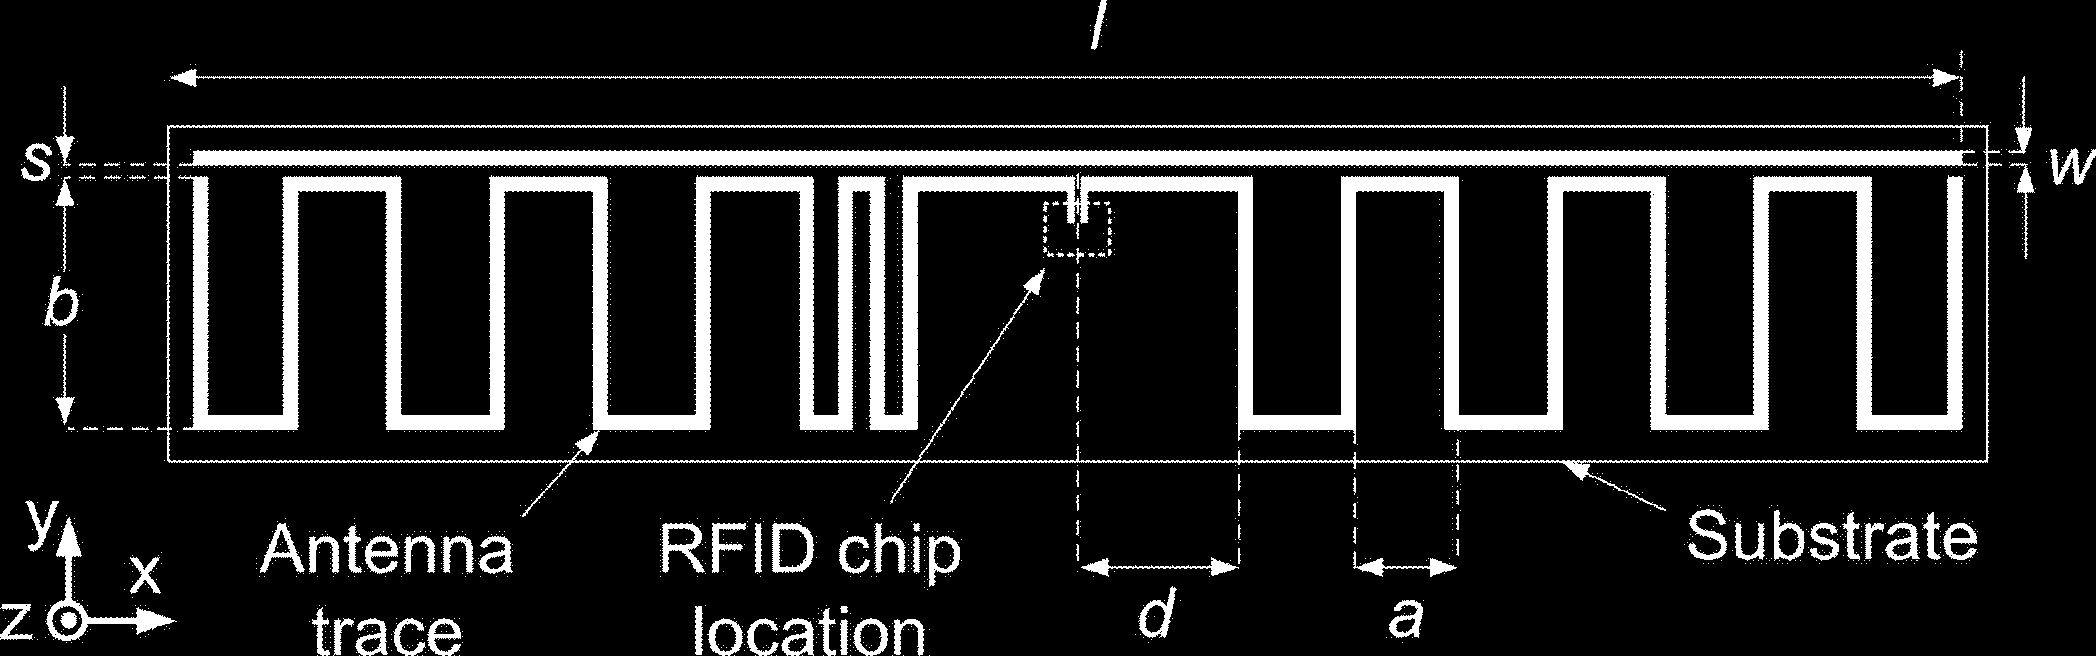 l
s
w
b
y
x
z
Antenna
trace
RFID chip
location
d
a
Substrate